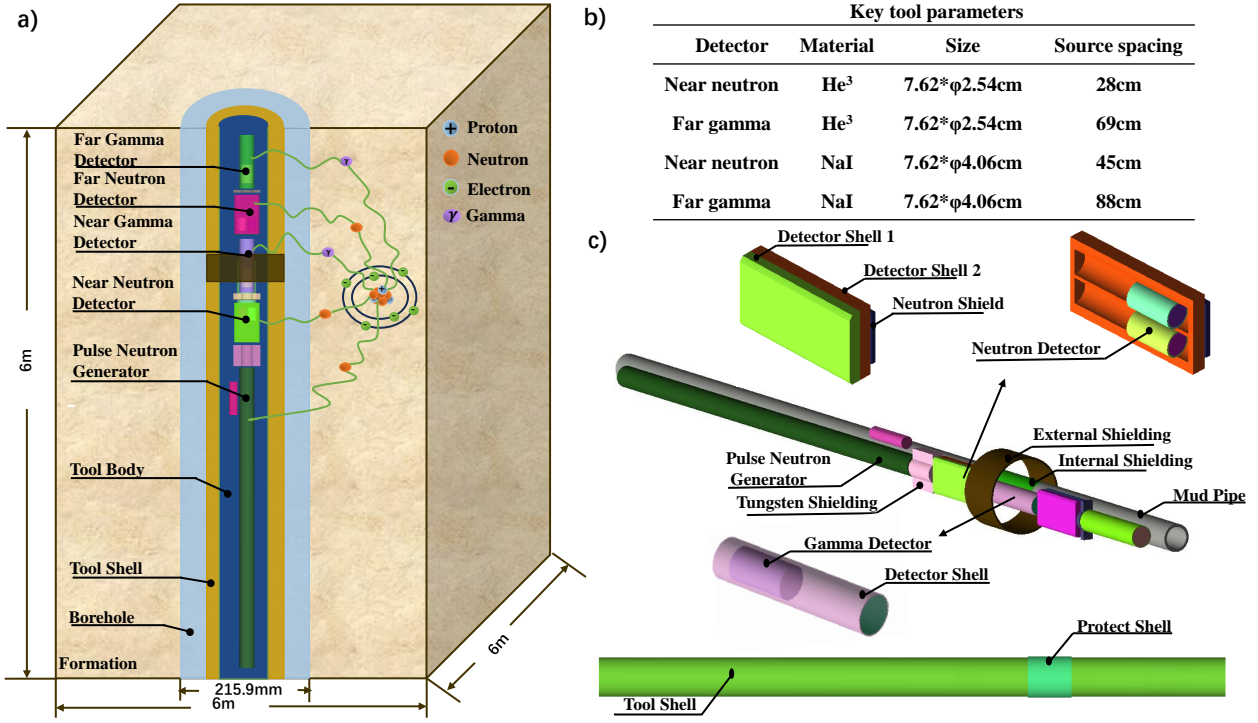 a)
Far Gamma
Detector
Far Neutron
Detector
Near Gamma
Detector
Near Neutron
Detector
Pulse Neutron
Generator
Tool Body
Tool Shell
Borehole
Formation
6m
215.9mm
6m
6m
+ Proton
Neutron
- Electron
γ Gamma
γ
γ
b)
Key tool parameters
Detector Material Size Source spacing
Near neutron He³ 7.62*φ2.54cm 28cm
Far gamma He³ 7.62*φ2.54cm 69cm
Near neutron NaI 7.62*φ4.06cm 45cm
Far gamma NaI 7.62*φ4.06cm 88cm
c)
Detector Shell 1
Detector Shell 2
Neutron Shield
Neutron Detector
External Shielding
Internal Shielding
Mud Pipe
Pulse Neutron
Generator
Tungsten Shielding
Gamma Detector
Detector Shell
Protect Shell
Tool Shell